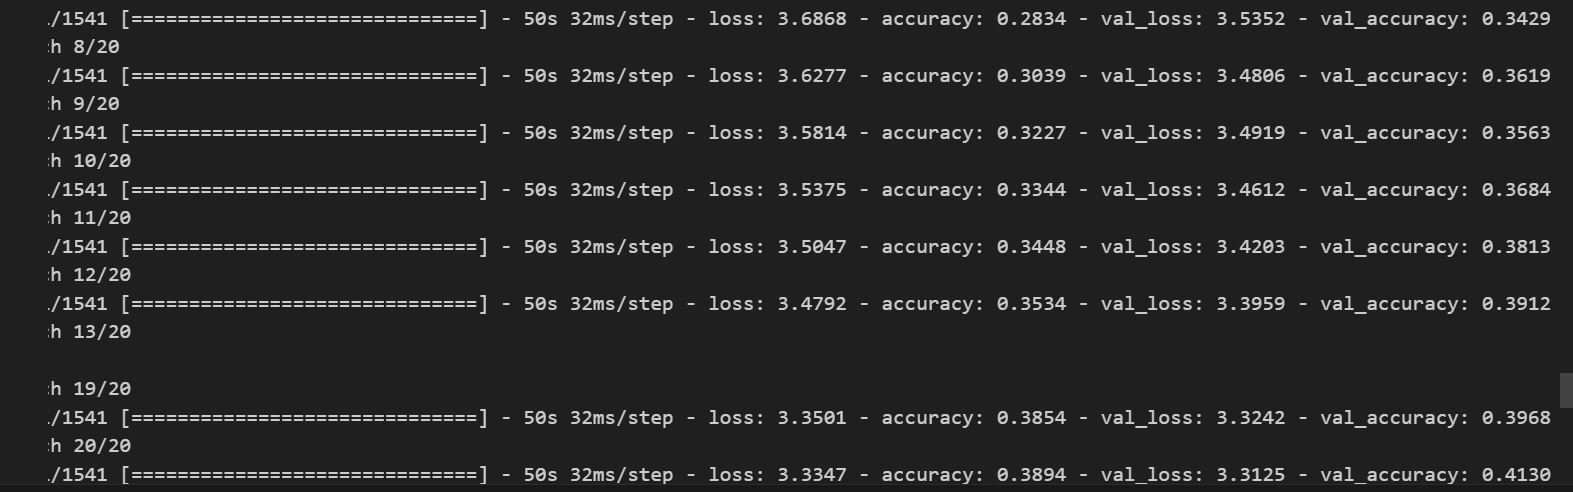 /1541 [==============================] - 50s 32ms/step - loss: 3.6868 - accuracy: 0.2834 - val_loss: 3.5352 - val_accuracy: 0.3429
h 8/20
/1541 [==============================] - 50s 32ms/step - loss: 3.6277 - accuracy: 0.3039 - val_loss: 3.4806 - val_accuracy: 0.3619
h 9/20
/1541 [==============================] - 50s 32ms/step - loss: 3.5814 - accuracy: 0.3227 - val_loss: 3.4919 - val_accuracy: 0.3563
h 10/20
/1541 [==============================] - 50s 32ms/step - loss: 3.5375 - accuracy: 0.3344 - val_loss: 3.4612 - val_accuracy: 0.3684
h 11/20
/1541 [==============================] - 50s 32ms/step - loss: 3.5047 - accuracy: 0.3448 - val_loss: 3.4203 - val_accuracy: 0.3813
h 12/20
/1541 [==============================] - 50s 32ms/step - loss: 3.4792 - accuracy: 0.3534 - val_loss: 3.3959 - val_accuracy: 0.3912
h 13/20
h 19/20
/1541 [==============================] - 50s 32ms/step - loss: 3.3501 - accuracy: 0.3854 - val_loss: 3.3242 - val_accuracy: 0.3968
h 20/20
/1541 [==============================] - 50s 32ms/step - loss: 3.3347 - accuracy: 0.3894 - val_loss: 3.3125 - val_accuracy: 0.4130